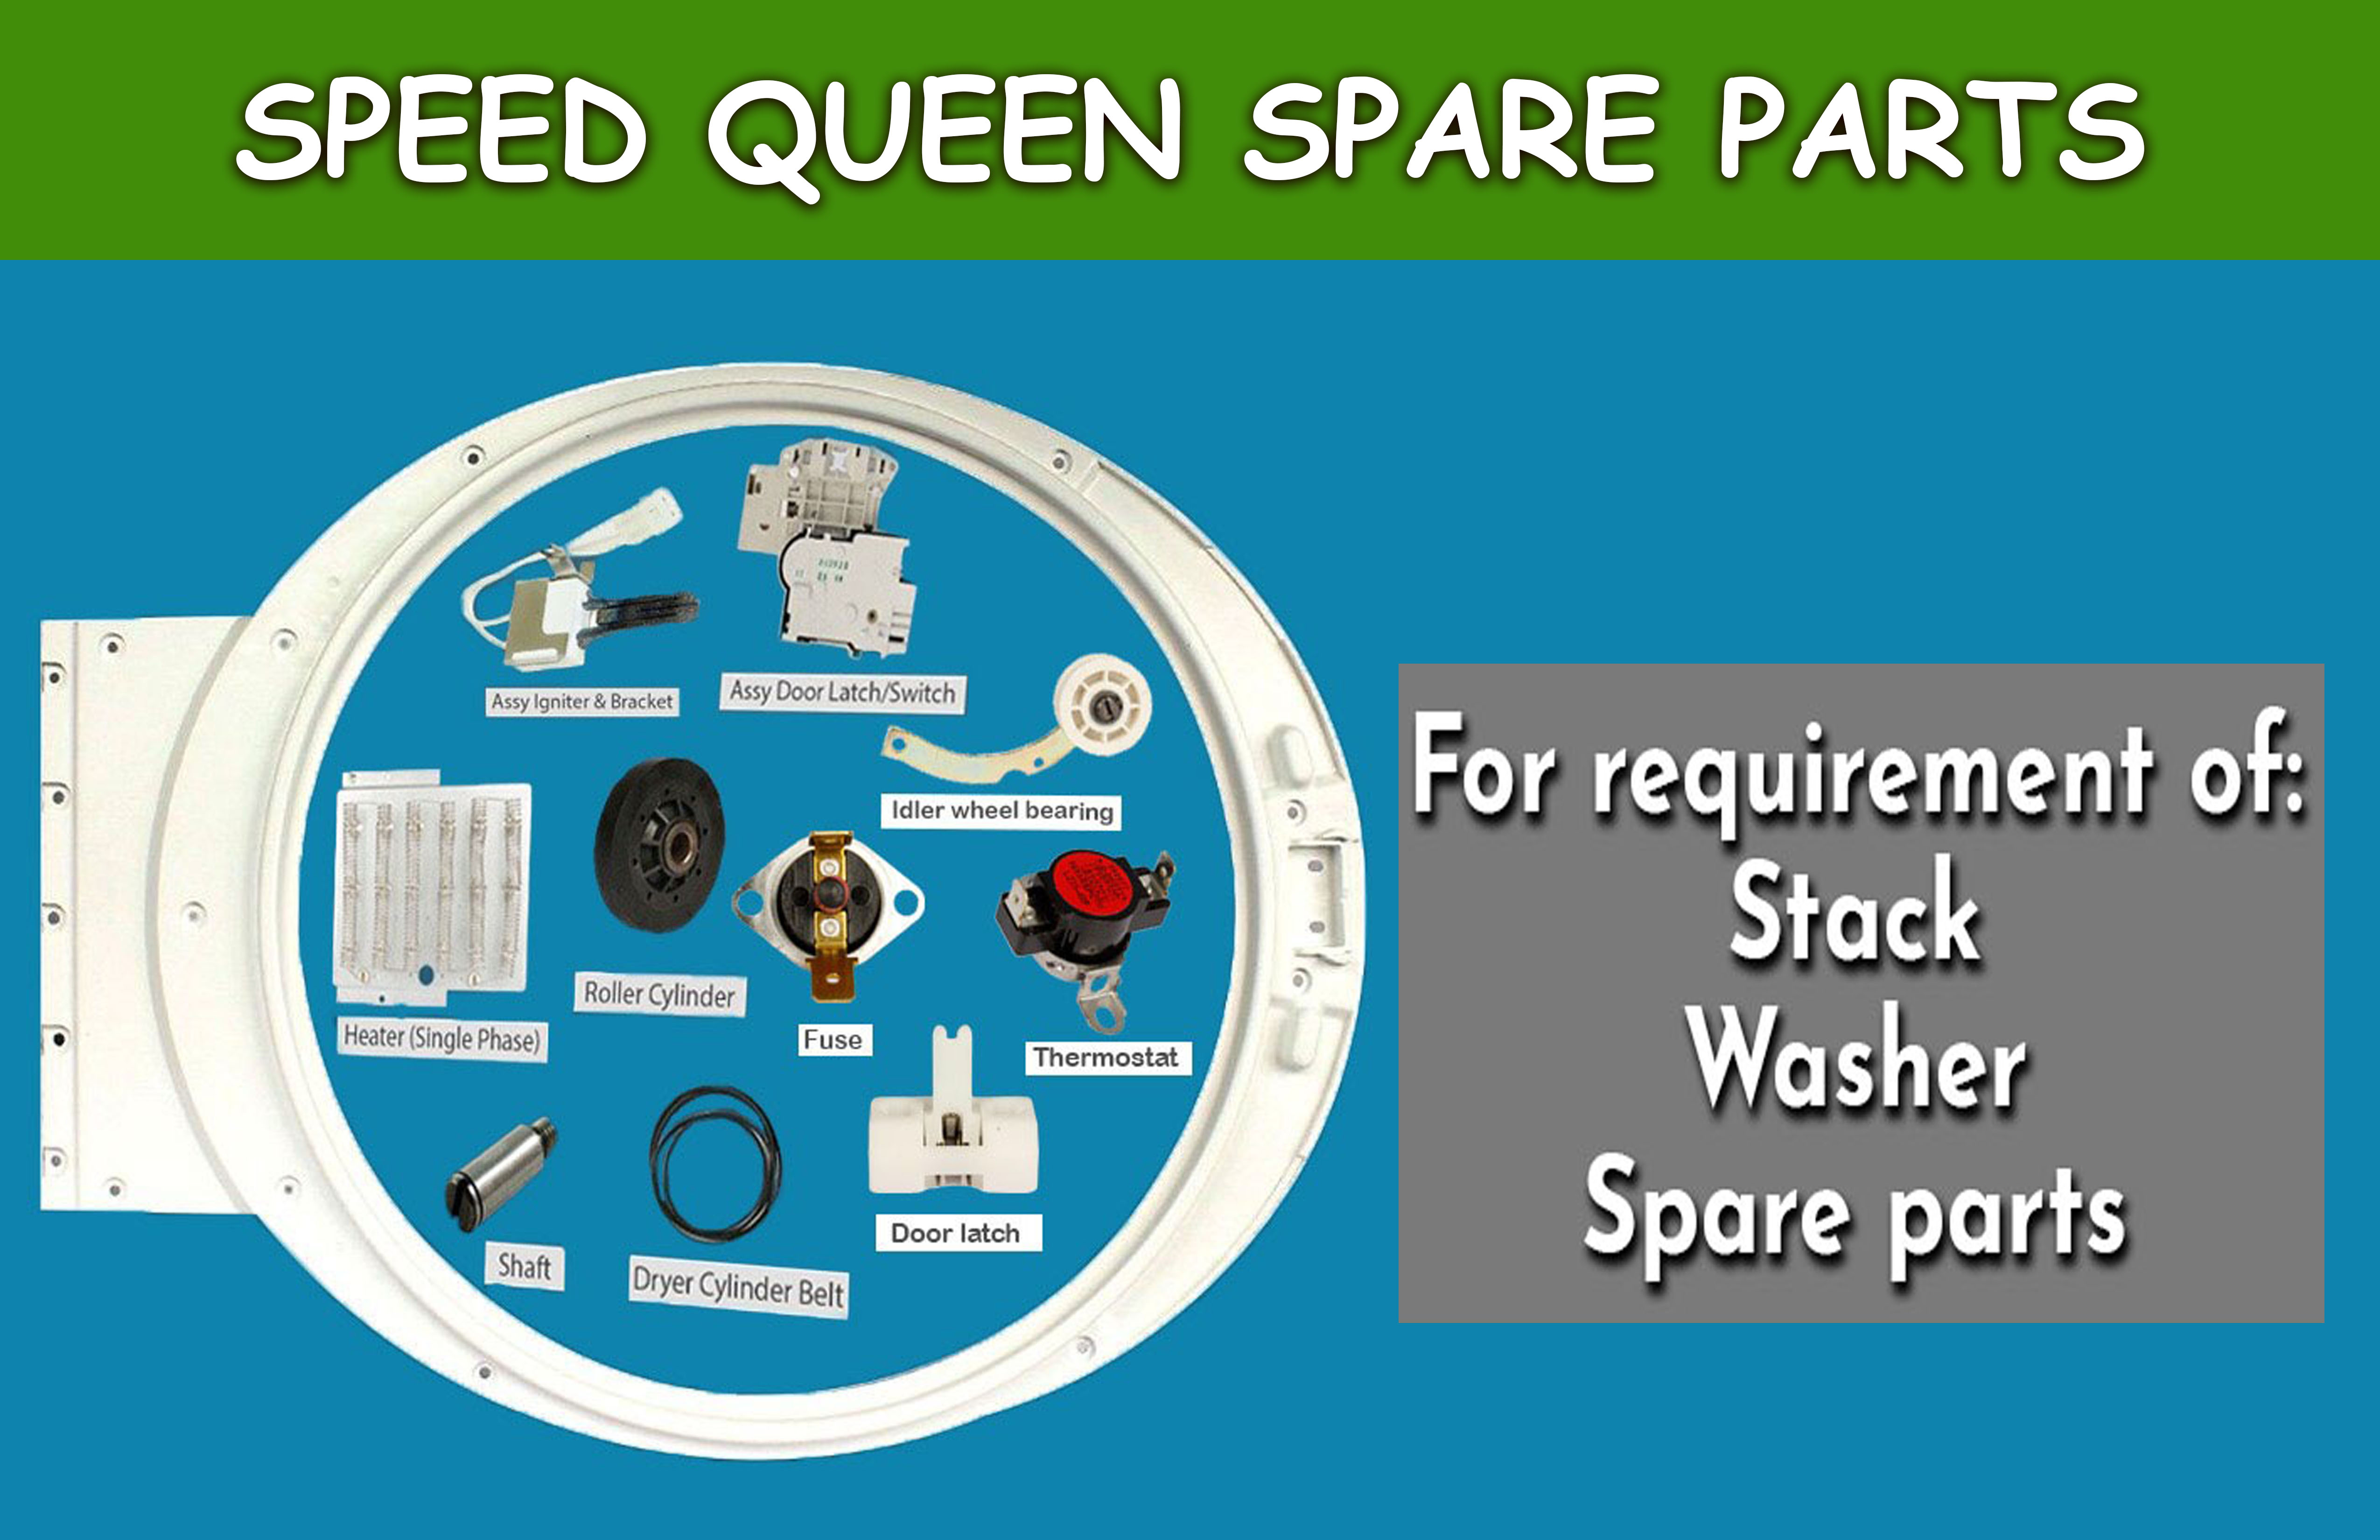 SPEED QUEEN SPARE PARTS
Assy Igniter & Bracket
Assy Door Latch/Switch
Idler wheel bearing
Heater (Single Phase)
Roller Cylinder
Fuse
Thermostat
Shaft
Dryer Cylinder Belt
Door latch
For requirement of:
Stack
Washer
Spare parts